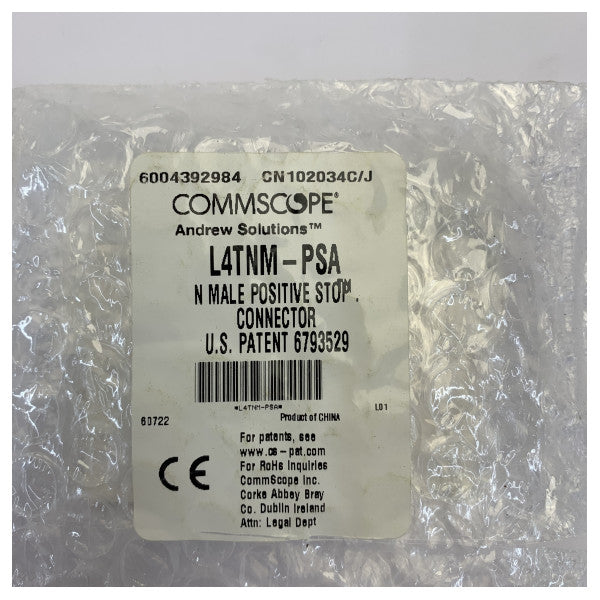 6004392984 CN102034C/J
COMMSCOPE®
Andrew Solutions™
L4TNM-PSA
N MALE POSITIVE STOP™
CONNECTOR
U.S. PATENT 6793529
*L4TNM-PSA*
L01
60722
Product of CHINA
For patents, see
www.cs-pat.com
For RoHs Inquiries
CommScope Inc.
Corke Abbey Bray
Co. Dublin Ireland
Attn: Legal Dept
CE